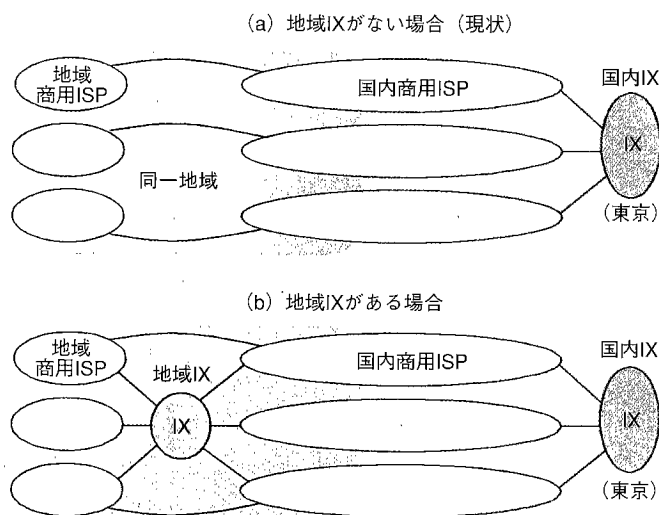 (a) 地域IXがない場合（現状）
地域
商用ISP
国内商用ISP
国内IX
IX
同一地域
（東京）
(b) 地域IXがある場合
地域
商用ISP
地域IX
国内商用ISP
国内IX
IX
IX
（東京）